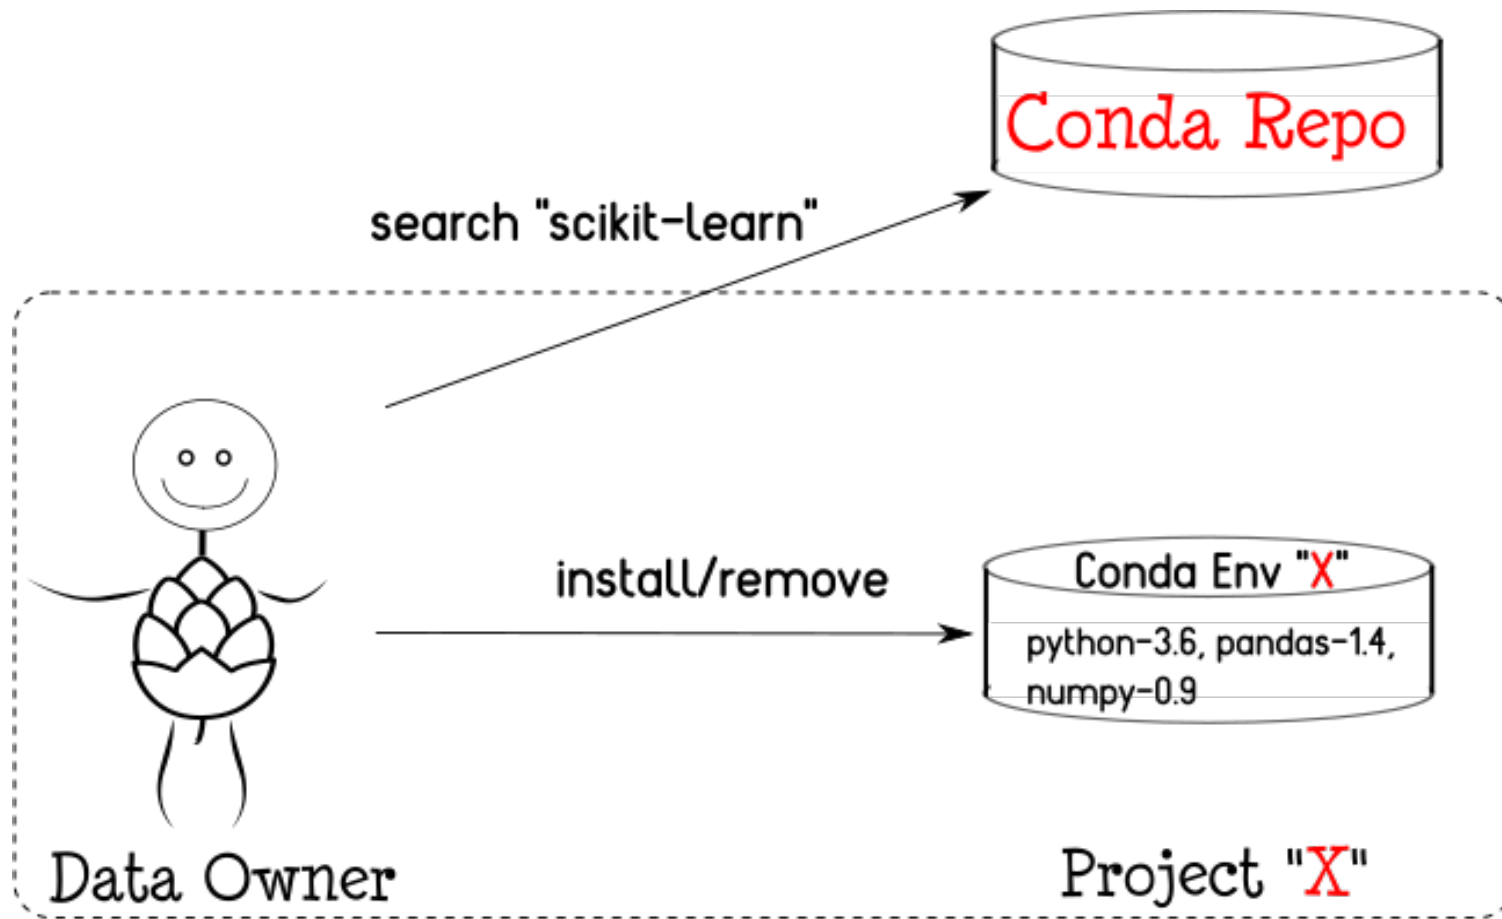 Conda Repo
search "scikit-learn"
install/remove
Conda Env "X"
python-3.6, pandas-1.4,
numpy-0.9
Data Owner
Project "X"